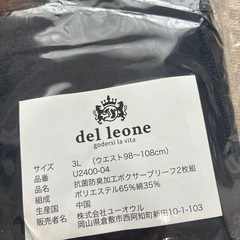 del leone
godersi la vita
サイズ 3L (ウエスト98～108cm)
品番 U2400-04
品名 抗菌防臭加工ボクサーブリーフ2枚組
組成 ポリエステル65%綿35%
生産国 中国
販売者 株式会社ユーオウル
岡山県倉敷市西阿知町新田10-1-103